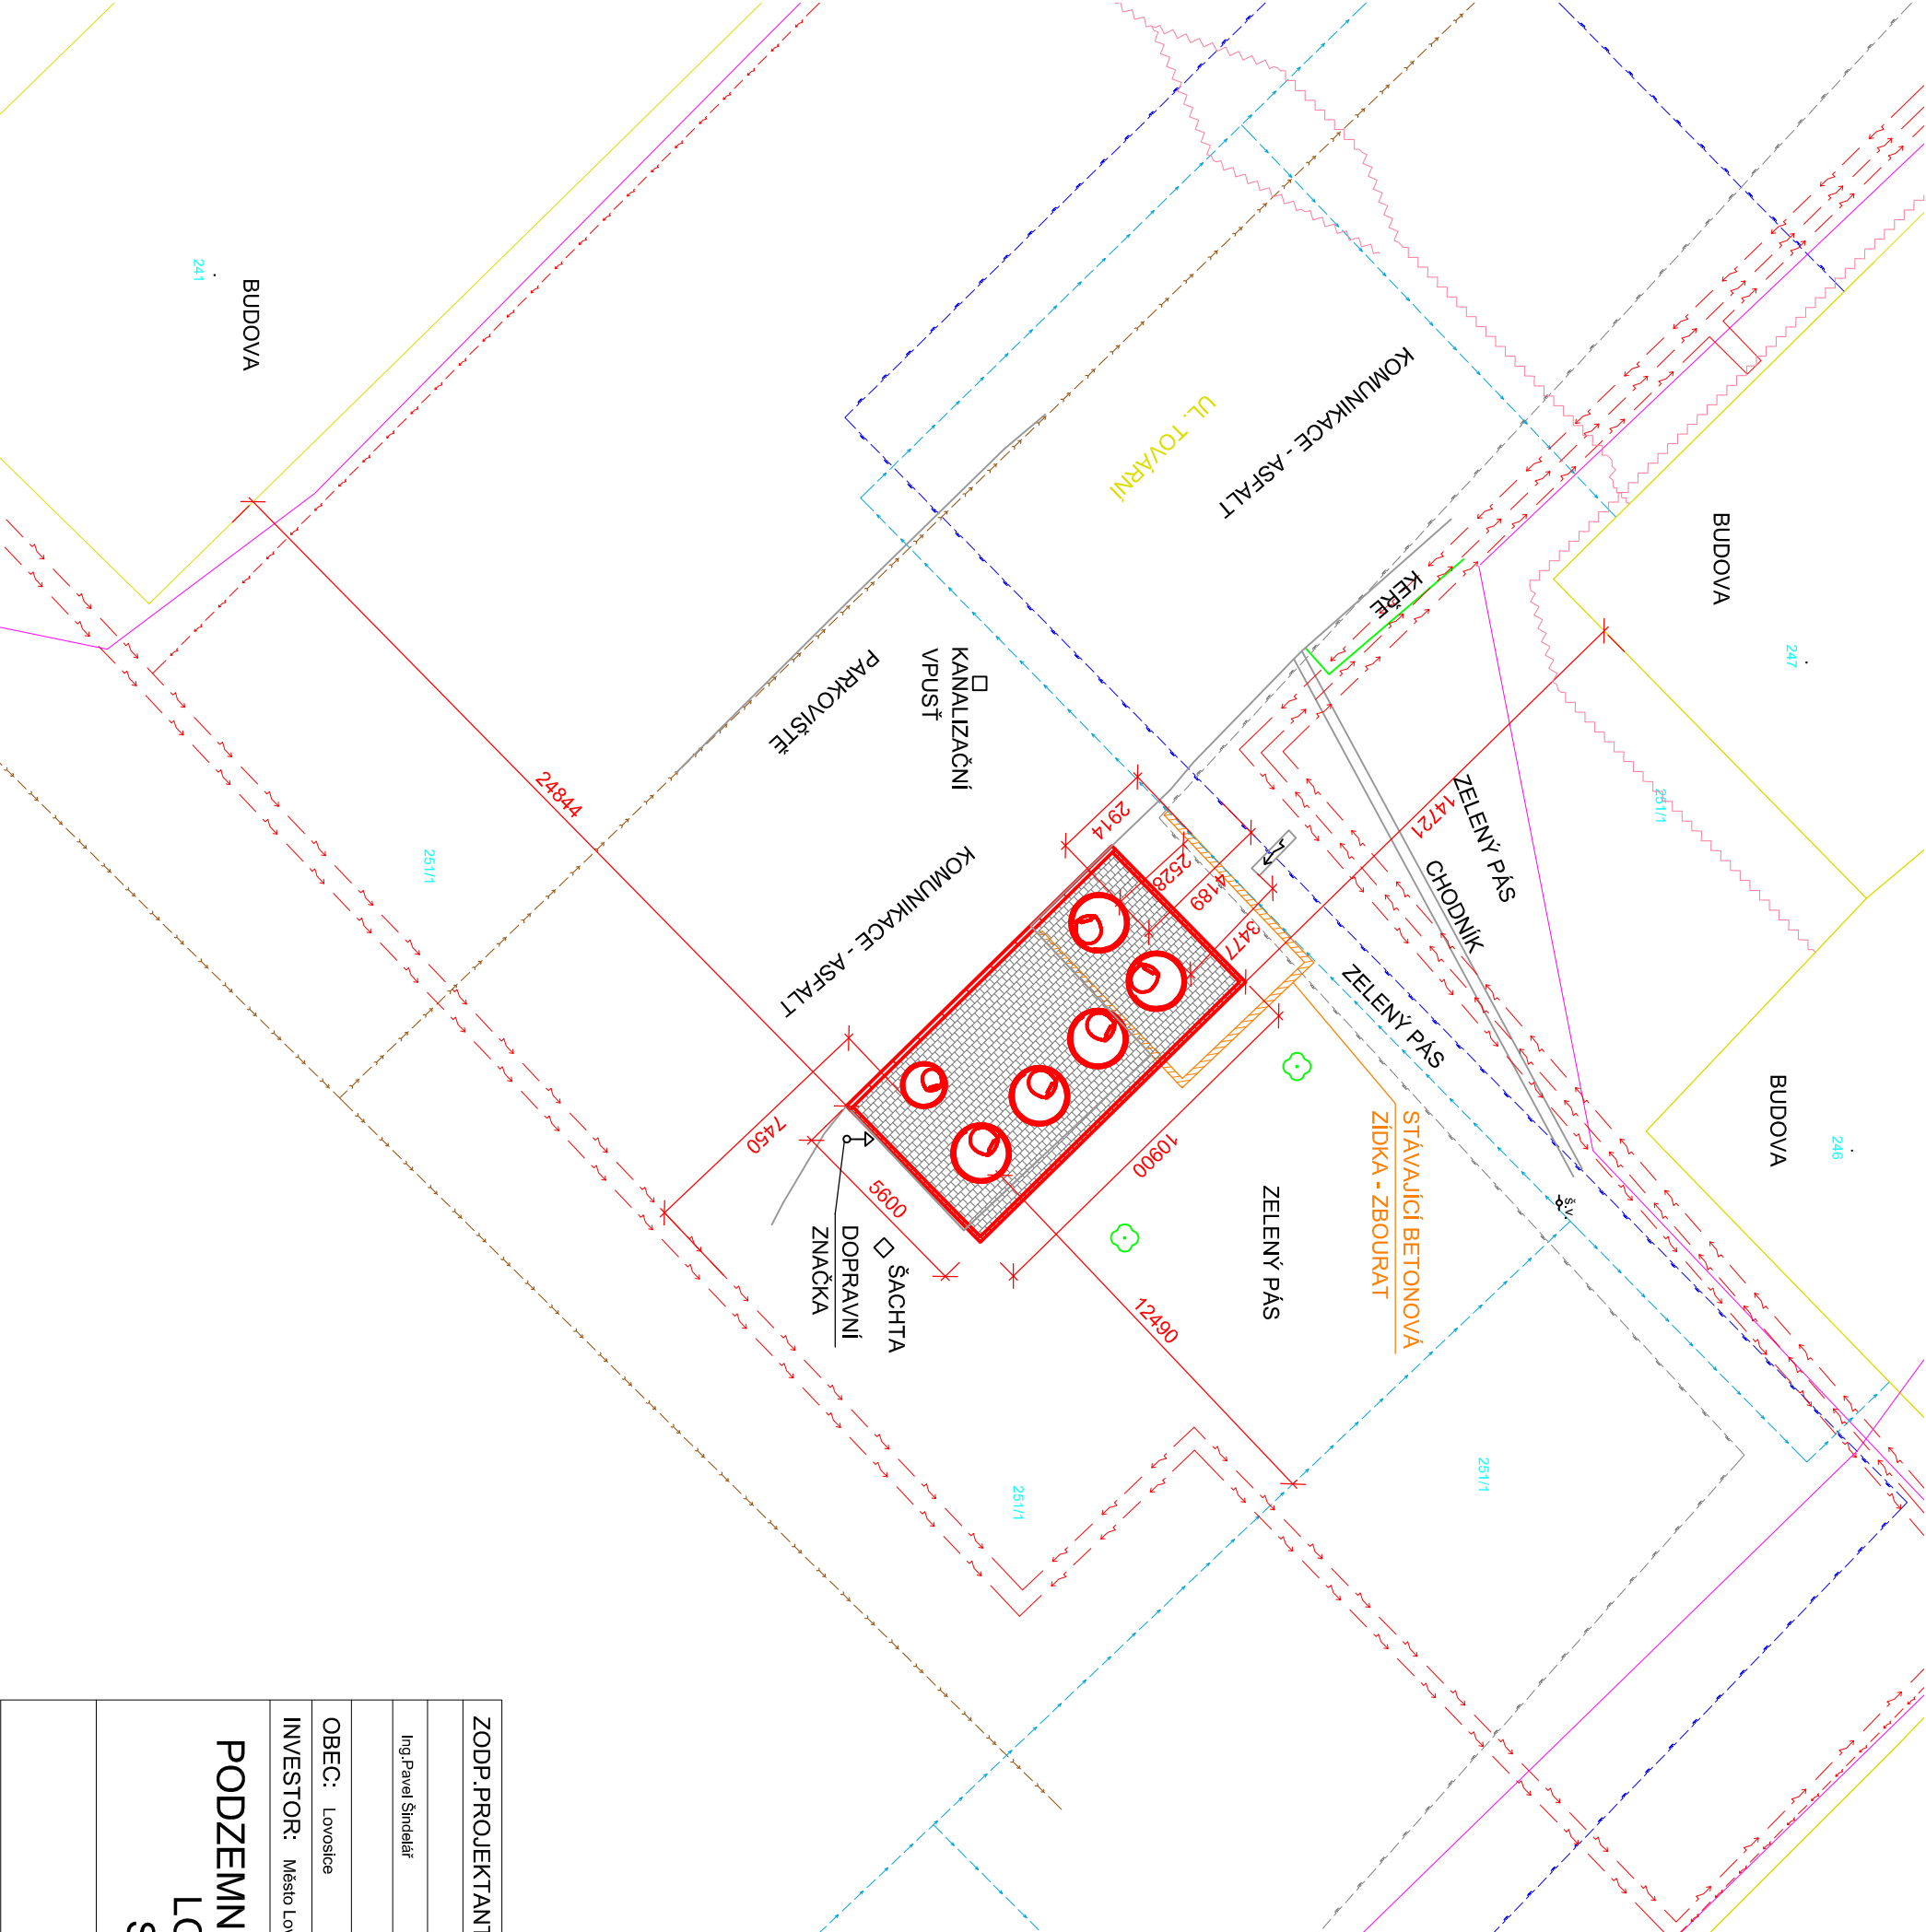 BUDOVA
241
KOMUNIKACE - ASFALT
UL. TOVÁRNÍ
BUDOVA
247
KEŘE
KANALIZAČNÍ
VPUSŤ
PARKOVIŠTĚ
24844
2914
2528
3477
14721
ZELENÝ PÁS
CHODNÍK
251/1
251/1
KOMUNIKACE - ASFALT
ZELENÝ PÁS
BUDOVA
246
STÁVAJÍCÍ BETONOVÁ
ZÍDKA - ZBOURAT
7450
5600
10900
12490
ZELENÝ PÁS
Š.V.
ŠACHTA
DOPRAVNÍ
ZNAČKA
251/1
251/1
ZODP.PROJEKTANT
Ing.Pavel Šindelář
OBEC: Lovosice
INVESTOR: Město Lov
PODZEMN
LO
S